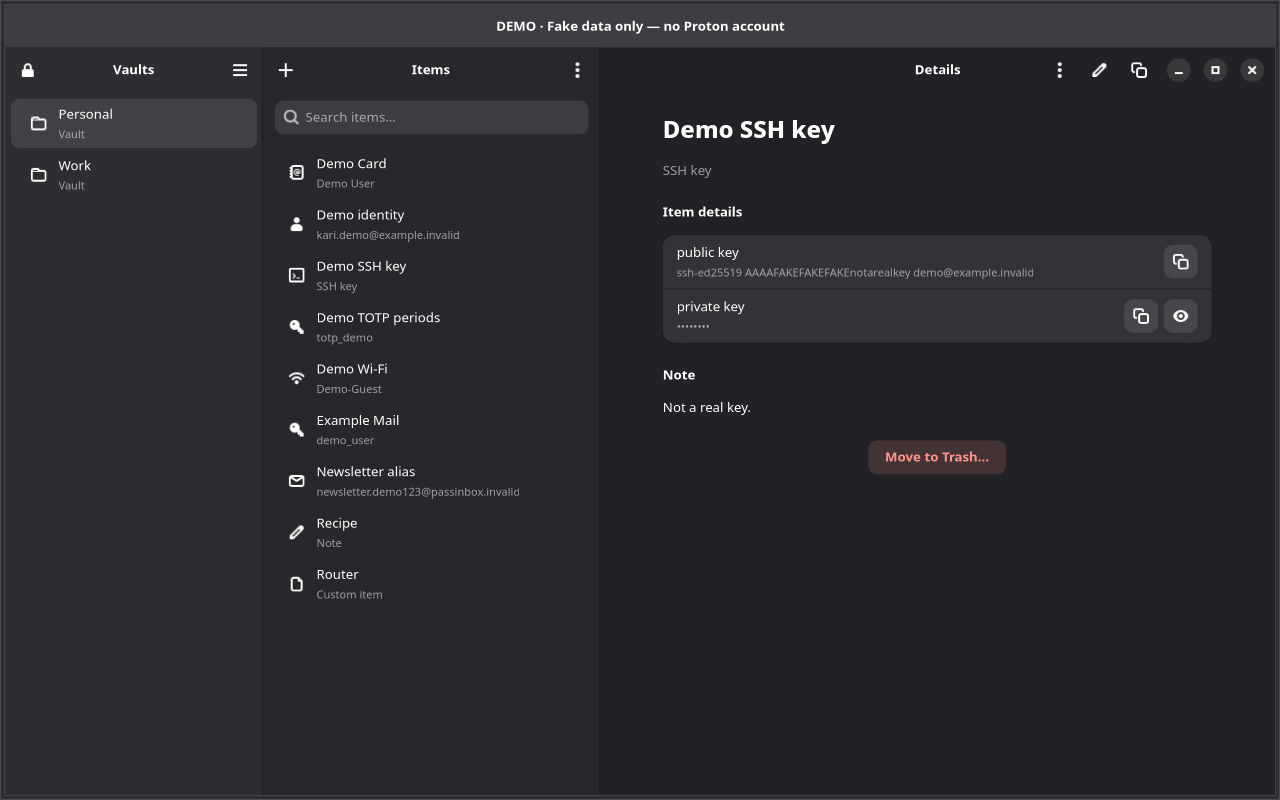 DEMO · Fake data only — no Proton account
Vaults
Personal
Vault
Work
Vault
Items
Search items...
Demo Card
Demo User
Demo identity
kari.demo@example.invalid
Demo SSH key
SSH key
Demo TOTP periods
totp_demo
Demo Wi-Fi
Demo-Guest
Example Mail
demo_user
Newsletter alias
newsletter.demo123@passinbox.invalid
Recipe
Note
Router
Custom item
Details
Demo SSH key
SSH key
Item details
public key
ssh-ed25519 AAAAFAKEFAKEFAKEnotarealkey demo@example.invalid
private key
••••••••
Note
Not a real key.
Move to Trash...